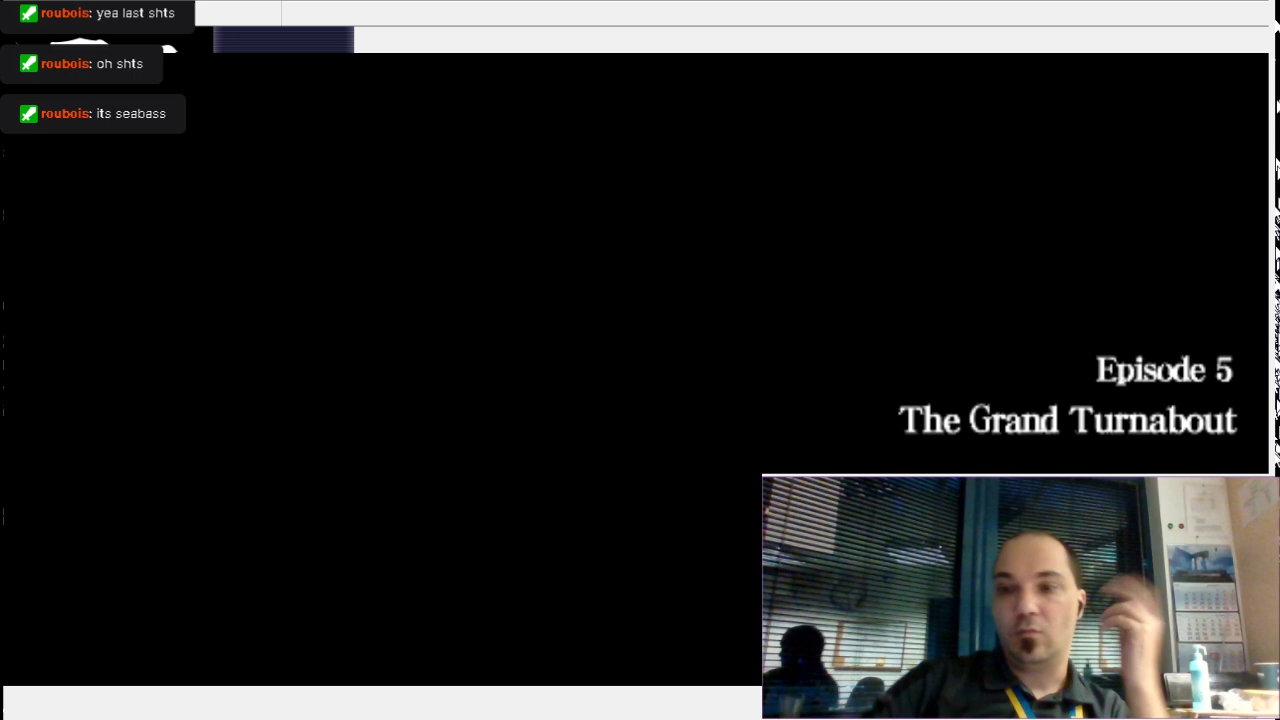 roubois: yea last shts
roubois: oh shts
roubois: its seabass
Episode 5
The Grand Turnabout